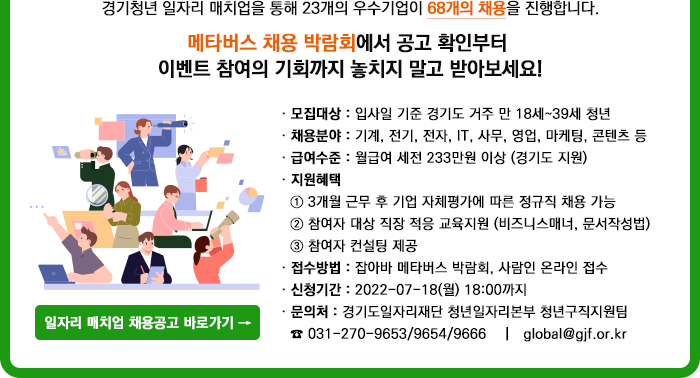 경기청년 일자리 매치업을 통해 23개의 우수기업이 68개의 채용을 진행합니다.
메타버스 채용 박람회에서 공고 확인부터
이벤트 참여의 기회까지 놓치지 말고 받아보세요!
· 모집대상 : 입사일 기준 경기도 거주 만 18세~39세 청년
· 채용분야 : 기계, 전기, 전자, IT, 사무, 영업, 마케팅, 콘텐츠 등
· 급여수준 : 월급여 세전 233만원 이상 (경기도 지원)
· 지원혜택
① 3개월 근무 후 기업 자체평가에 따른 정규직 채용 가능
② 참여자 대상 직장 적응 교육지원 (비즈니스매너, 문서작성법)
③ 참여자 컨설팅 제공
· 접수방법 : 잡아바 메타버스 박람회, 사람인 온라인 접수
· 신청기간 : 2022-07-18(월) 18:00까지
· 문의처 : 경기도일자리재단 청년일자리본부 청년구직지원팀
☎ 031-270-9653/9654/9666 | global@gjf.or.kr
일자리 매치업 채용공고 바로가기 →